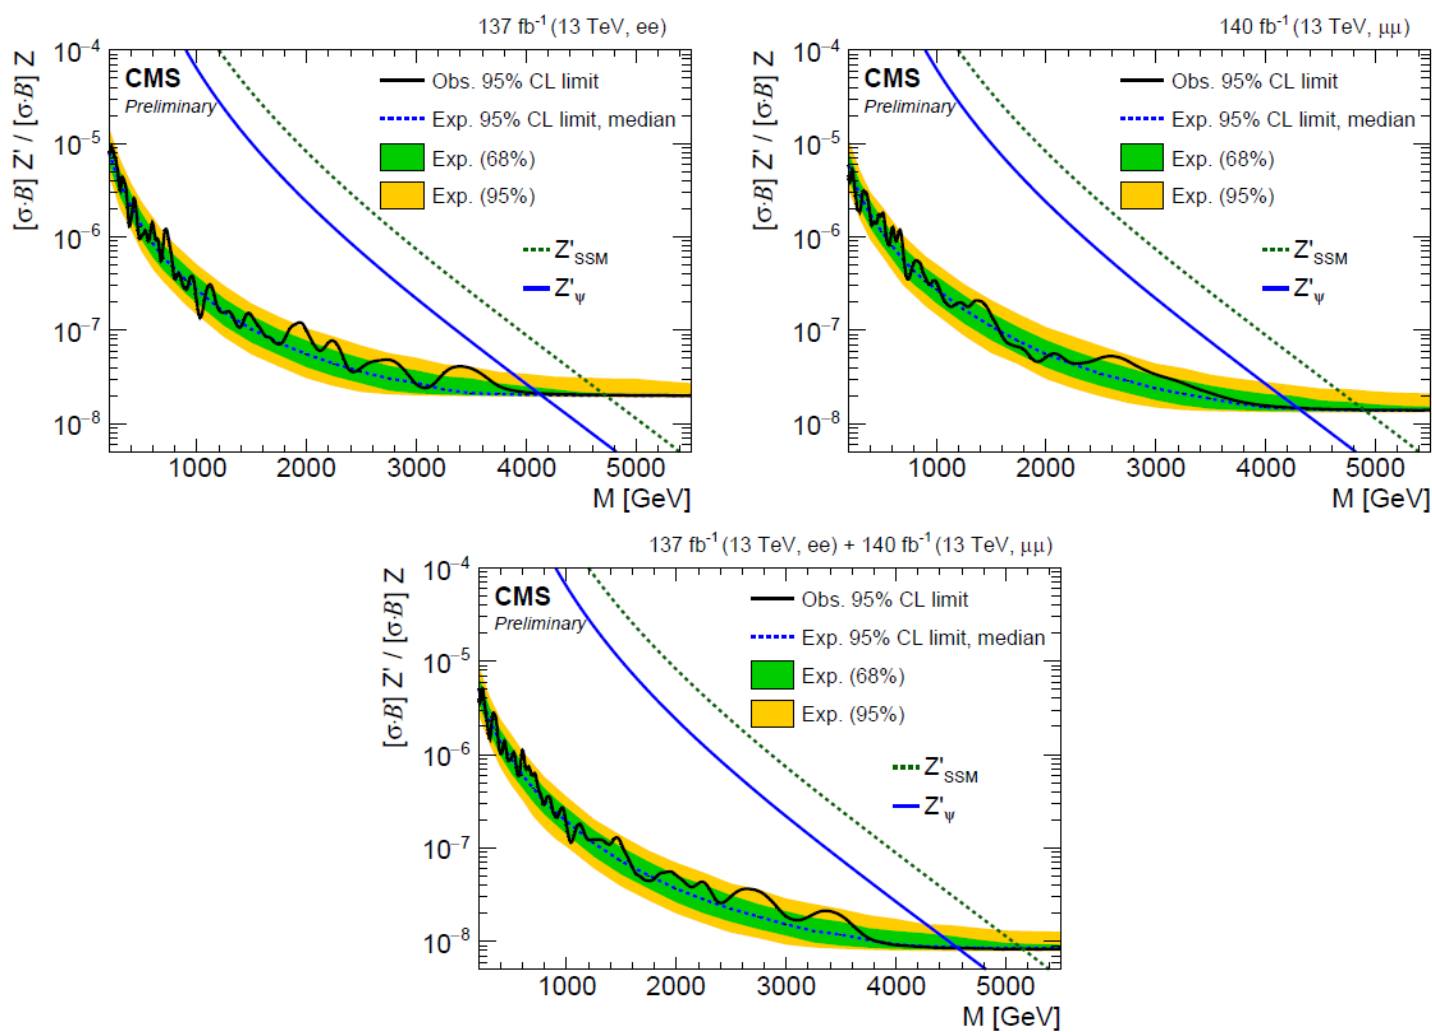 137 fb⁻¹ (13 TeV, ee)
[σ·B] Z' / [σ·B] Z
10⁻⁴
10⁻⁵
10⁻⁶
10⁻⁷
10⁻⁸
CMS
Preliminary
Obs. 95% CL limit
Exp. 95% CL limit, median
Exp. (68%)
Exp. (95%)
Z'SSM
Z'ψ
1000 2000 3000 4000 5000
M [GeV]
140 fb⁻¹ (13 TeV, μμ)
[σ·B] Z' / [σ·B] Z
10⁻⁴
10⁻⁵
10⁻⁶
10⁻⁷
10⁻⁸
CMS
Preliminary
Obs. 95% CL limit
Exp. 95% CL limit, median
Exp. (68%)
Exp. (95%)
Z'SSM
Z'ψ
1000 2000 3000 4000 5000
M [GeV]
137 fb⁻¹ (13 TeV, ee) + 140 fb⁻¹ (13 TeV, μμ)
[σ·B] Z' / [σ·B] Z
10⁻⁴
10⁻⁵
10⁻⁶
10⁻⁷
10⁻⁸
CMS
Preliminary
Obs. 95% CL limit
Exp. 95% CL limit, median
Exp. (68%)
Exp. (95%)
Z'SSM
Z'ψ
1000 2000 3000 4000 5000
M [GeV]